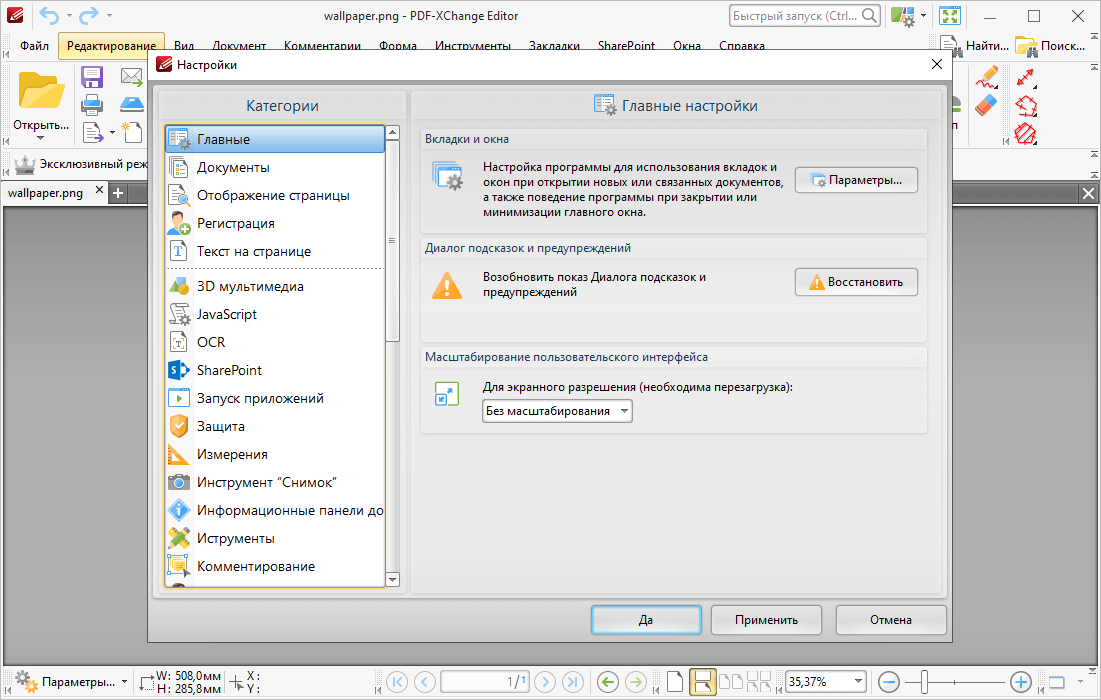 wallpaper.png - PDF-XChange Editor
Быстрый запуск (Ctrl...
Файл Редактирование Вид Документ Комментарии Форма Инструменты Закладки SharePoint Окна Справка
Найти... Поиск...
Открыть...
Эксклюзивный реж
wallpaper.png
Настройки
Категории
Главные
Документы
Отображение страницы
Регистрация
Текст на странице
3D мультимедиа
JavaScript
OCR
SharePoint
Запуск приложений
Защита
Измерения
Инструмент “Снимок”
Информационные панели до
Иструменты
Комментирование
Главные настройки
Вкладки и окна
Настройка программы для использования вкладок и
окон при открытии новых или связанных документов,
а также поведение программы при закрытии или
минимизации главного окна.
Параметры...
Диалог подсказок и предупреждений
Возобновить показ Диалога подсказок и
предупреждений
Восстановить
Масштабирование пользовательского интерфейса
Для экранного разрешения (необходима перезагрузка):
Без масштабирования
Да Применить Отмена
Параметры...
W: 508,0мм
H: 285,8мм
X:
Y:
1/1
35,37%